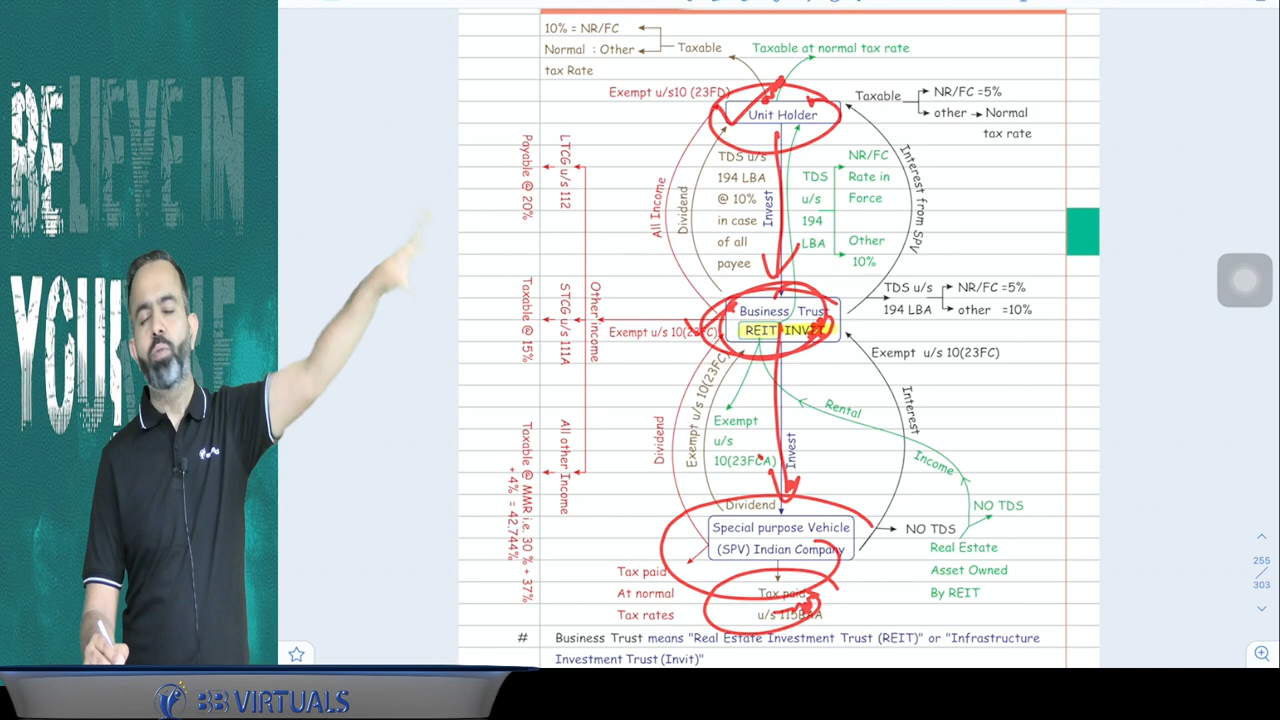 BELIEVE IN
YOU
10% = NR/FC
Normal : Other
tax Rate
Taxable
Taxable at normal tax rate
Exempt u/s10 (23FD)
Unit Holder
Taxable
NR/FC =5%
other → Normal
tax rate
LTCG u/s 112
Payable @ 20%
All Income
Dividend
TDS u/s
194 LBA
@ 10%
in case
of all
payee
Invest
TDS
u/s
194
LBA
NR/FC
Rate in
Force
Other
10%
Interest from SPV
STCG u/s 111A
Taxable @ 15%
Other income
Exempt u/s 10(23FC)
Business Trust
REIT INVIT
TDS u/s
194 LBA
NR/FC =5%
other =10%
Exempt u/s 10(23FC)
All other Income
Taxable @ MMR i.e. 30 % + 37%
+4% = 42.744%
Dividend
Exempt u/s 10(23FC)
Exempt
u/s
10(23FCA)
Invest
Rental
Income
Interest
Dividend
Special purpose Vehicle
(SPV) Indian Company
NO TDS
NO TDS
Real Estate
Asset Owned
By REIT
Tax paid
At normal
Tax rates
Tax paid
u/s 115BAA
# Business Trust means "Real Estate Investment Trust (REIT)" or "Infrastructure
Investment Trust (Invit)"
255
303
BB VIRTUALS